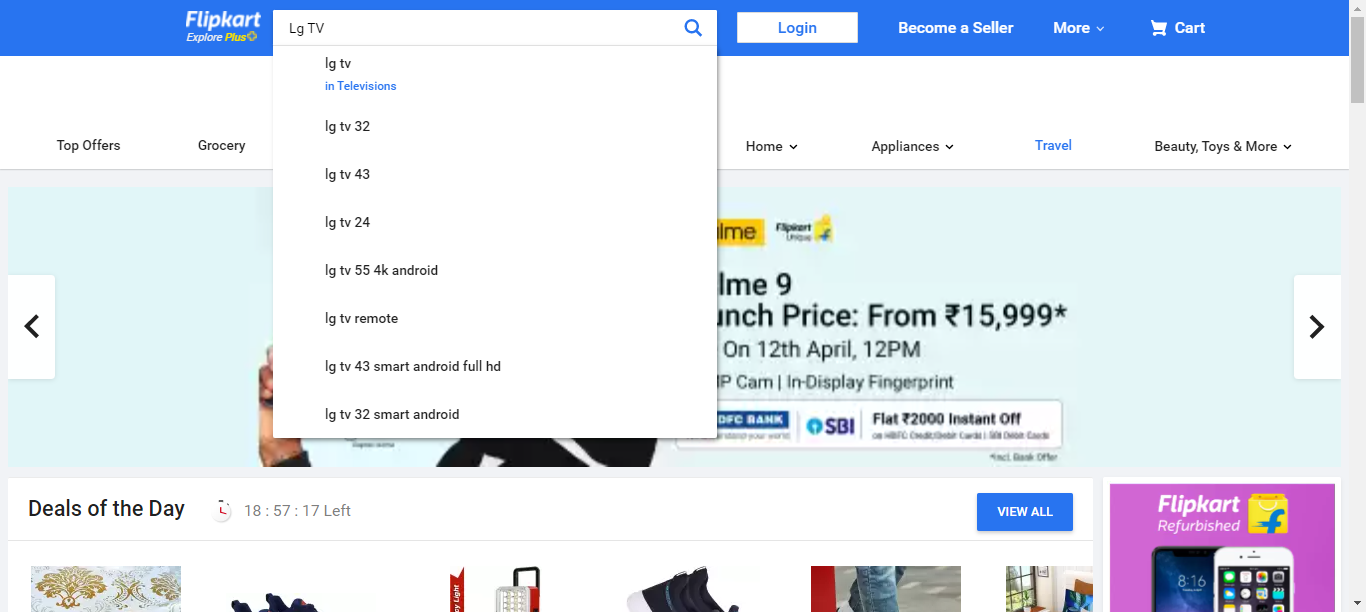 Flipkart
Explore Plus
Lg TV
Login
Become a Seller
More
Cart
lg tv
in Televisions
lg tv 32
lg tv 43
lg tv 24
lg tv 55 4k android
lg tv remote
lg tv 43 smart android full hd
lg tv 32 smart android
Top Offers
Grocery
Home
Appliances
Travel
Beauty, Toys & More
lme
Flipkart
Unique
lme 9
unch Price: From ₹15,999*
On 12th April, 12PM
IP Cam | In-Display Fingerprint
DFC BANK
SBI
Flat ₹2000 Instant Off
on HDFC Credit/Debit Cards | SBI Debit Cards
*Incl. Bank Offer
Deals of the Day
18 : 57 : 17 Left
VIEW ALL
Flipkart
Refurbished
8:16